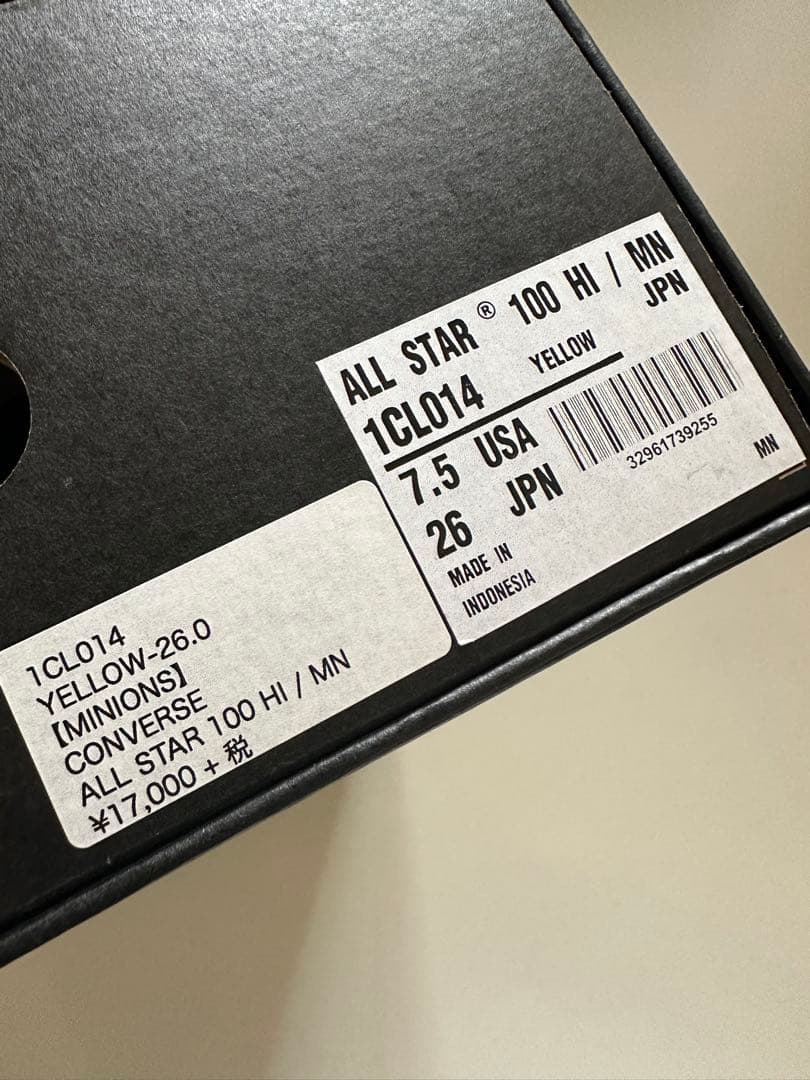 ALL STAR® 100 HI / MN
1CL014 YELLOW JPN
7.5 USA
26 JPN
32961739255
MADE IN
INDONESIA
MN
1CL014
YELLOW-26.0
【MINIONS】
CONVERSE
ALL STAR 100 HI / MN
¥17,000 + 税